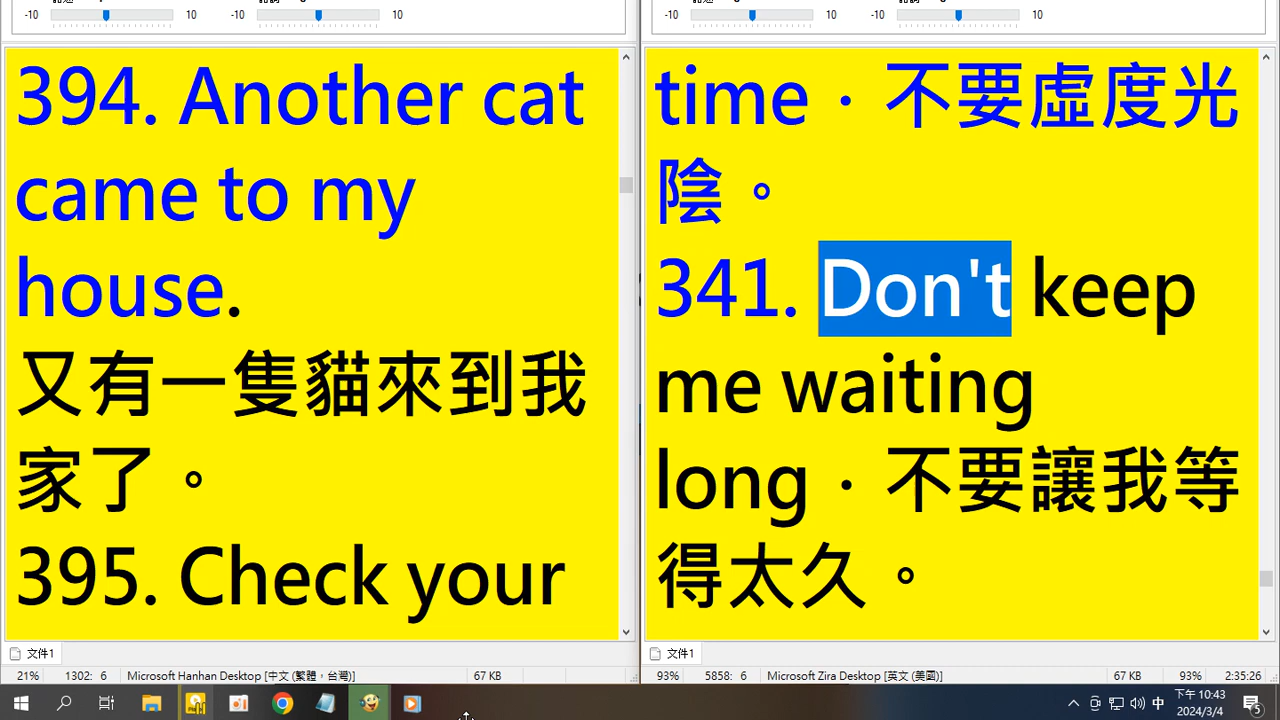 -10 10 -10 10
394. Another cat
came to my
house.
又有一隻貓來到我
家了。
395. Check your
文件1
21% 1302: 6 Microsoft Hanhan Desktop [中文 (繁體，台灣)] 67 KB
-10 10 -10 10
time．不要虛度光
陰。
341. Don't keep
me waiting
long．不要讓我等
得太久。
文件1
93% 5858: 6 Microsoft Zira Desktop [英文 (美國)] 67 KB 93% 2:35:26
中 下午 10:43
2024/3/4
5